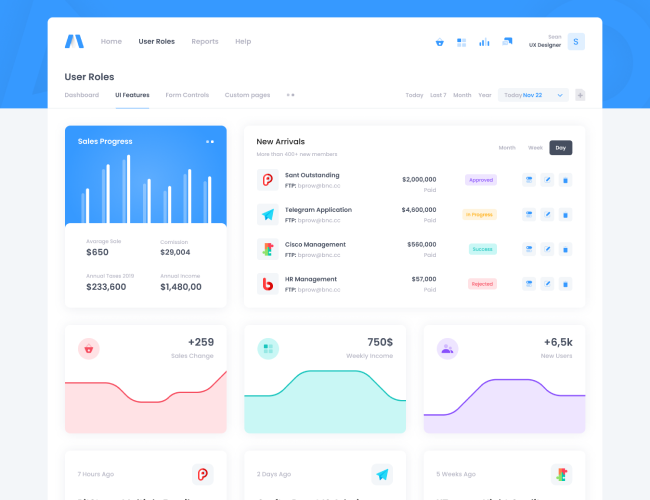 Home User Roles Reports Help
Sean
UX Designer
S
User Roles
Dashboard UI Features Form Controls Custom pages
Today Last 7 Month Year Today Nov 22
Sales Progress
Avarage Sale
$650
Comission
$29,004
Annual Taxes 2019
$233,600
Annual Income
$1,480,00
New Arrivals
More than 400+ new members
Month Week Day
Sant Outstanding
FTP: bprow@bnc.cc
$2,000,000
Paid
Approved
Telegram Application
FTP: bprow@bnc.cc
$4,600,000
Paid
In Progress
Cisco Management
FTP: bprow@bnc.cc
$560,000
Paid
Success
HR Management
FTP: bprow@bnc.cc
$57,000
Paid
Rejected
+259
Sales Change
750$
Weekly Income
+6,5k
New Users
7 Hours Ago
2 Days Ago
5 Weeks Ago